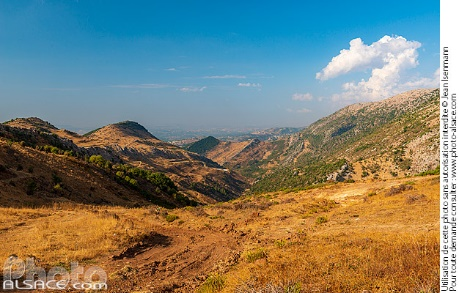 Utilisation de cette photo sans autorisation interdite © Jean Isenmann
Pour toute demande consulter : www.photo-alsace.com
© Photo
ALSACE.com